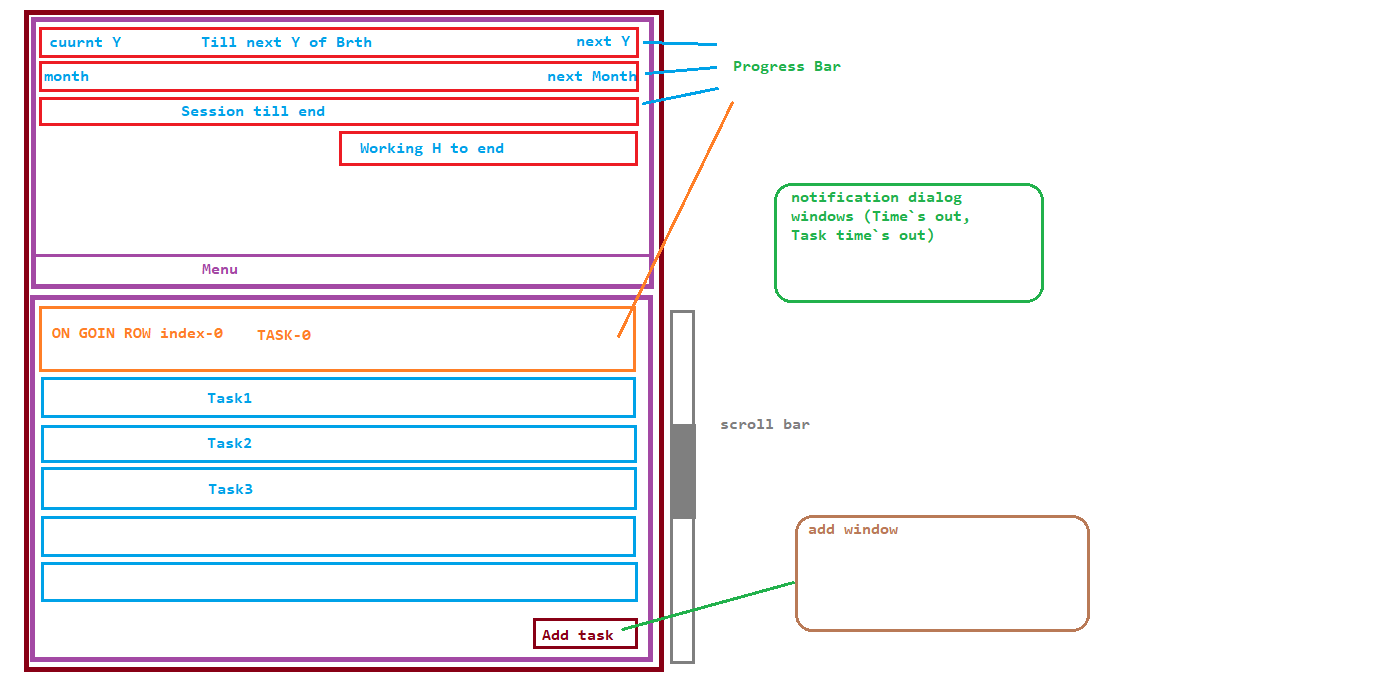 cuurnt Y Till next Y of Brth next Y
month next Month
Session till end
Working H to end
Menu
Progress Bar
notification dialog
windows (Time`s out,
Task time`s out)
ON GOIN ROW index-0 TASK-0
Task1
Task2
Task3
scroll bar
add window
Add task